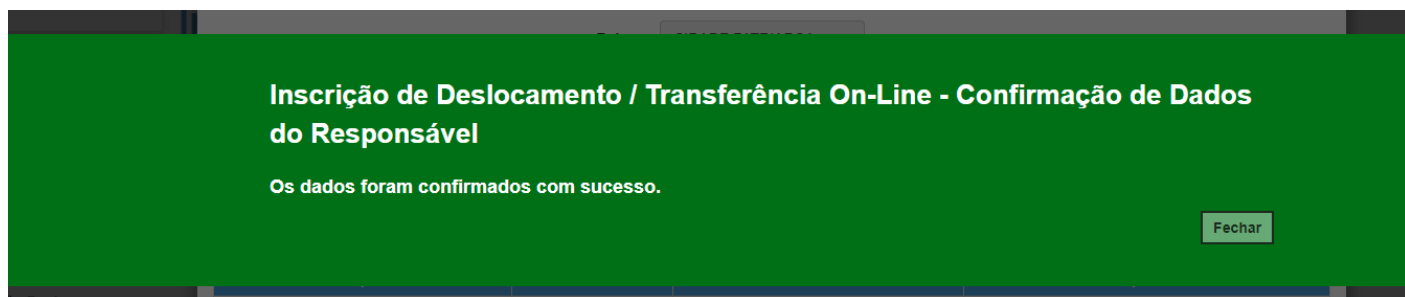 Inscrição de Deslocamento / Transferência On-Line - Confirmação de Dados
do Responsável
Os dados foram confirmados com sucesso.
Fechar